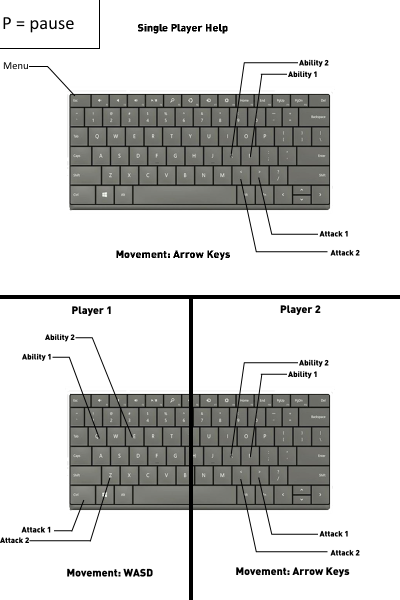 P = pause
Single Player Help
Menu
Ability 2
Ability 1
Q W E R T Y U I O P
A S D F G H J
Z X C V B N M
Attack 1
Attack 2
Movement: Arrow Keys
Player 1
Player 2
Ability 2
Ability 1
Ability 2
Ability 1
Q W E R T U I O P
A S D F G H J
Z X C V B N M
Attack 1
Attack 2
Attack 1
Attack 2
Movement: WASD
Movement: Arrow Keys